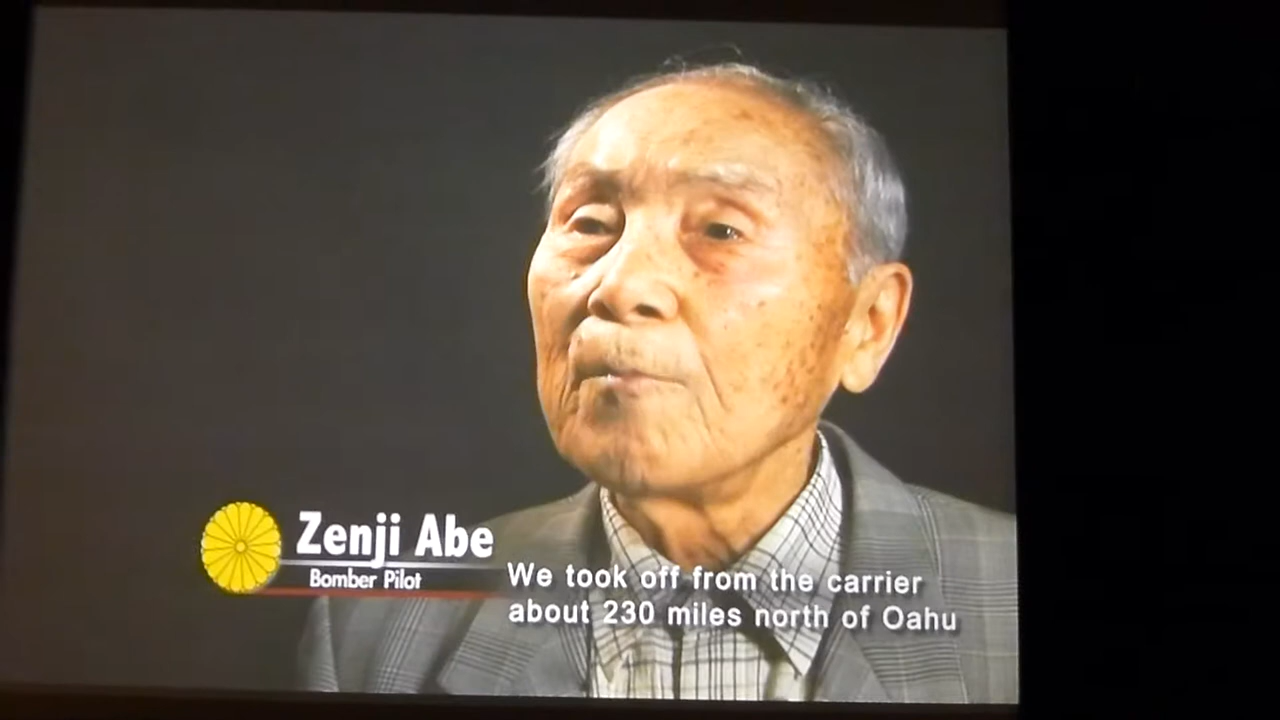 Zenji Abe
Bomber Pilot
We took off from the carrier
about 230 miles north of Oahu